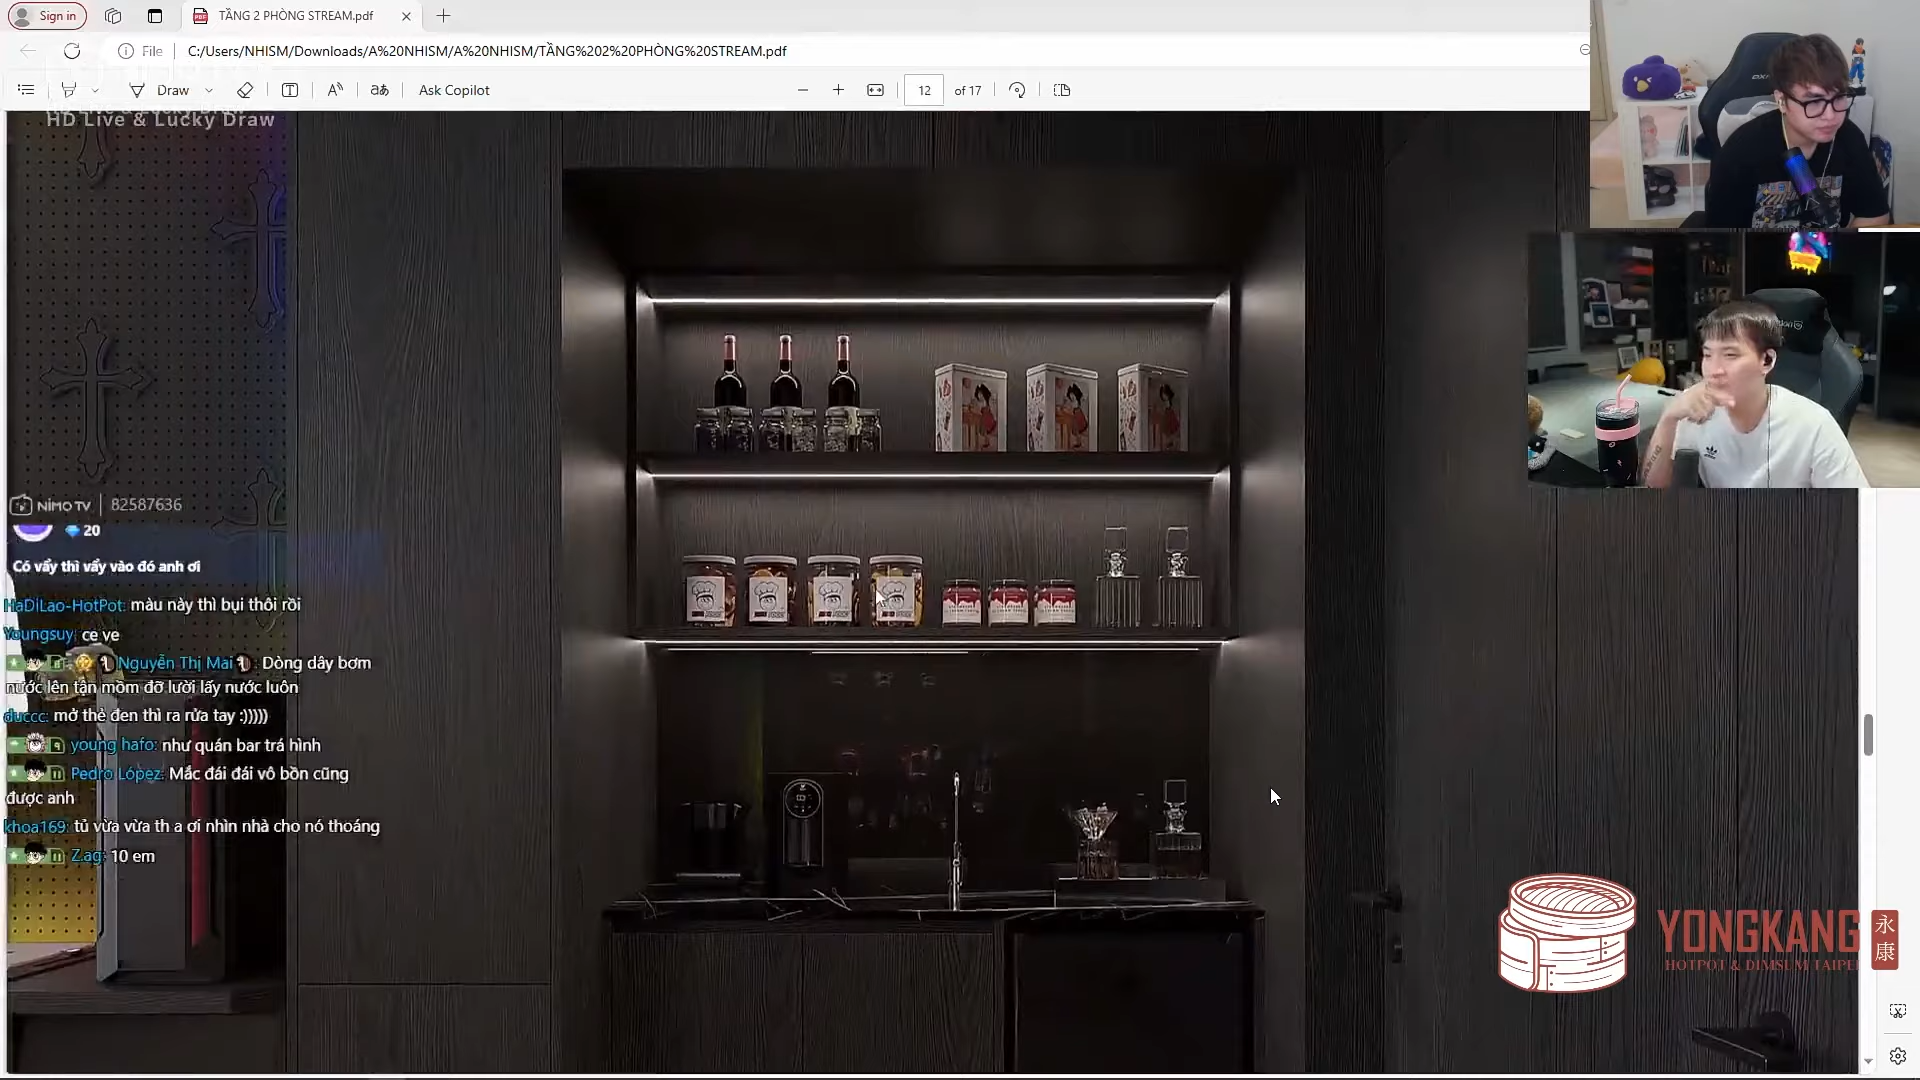 Sign in
TẦNG 2 PHÒNG STREAM.pdf
File
C:/Users/NHISM/Downloads/A%20NHISM/A%20NHISM/TẦNG%202%20PHÒNG%20STREAM.pdf
Draw
Ask Copilot
12 of 17
HD Live & Lucky Draw
NIMO TV | 82587636
20
Có vẩy thì vẩy vào đó anh ơi
HaDiLao-HotPot: màu này thì bụi thôi rồi
Youngsuy: ce ve
Nguyễn Thị Mai: Dòng dây bơm
nước lên tận mồm đỡ lười lấy nước luôn
duccc: mở thẻ đen thì ra rửa tay :)))))
young hafo: như quán bar trá hình
Pedro López: Mắc đái đái vô bồn cũng
được anh
khoa169: tủ vừa vừa th a ơi nhìn nhà cho nó thoáng
Z.ag: 10 em
YONGKANG
永康
HOTPOT & DIMSUM TAIPEI